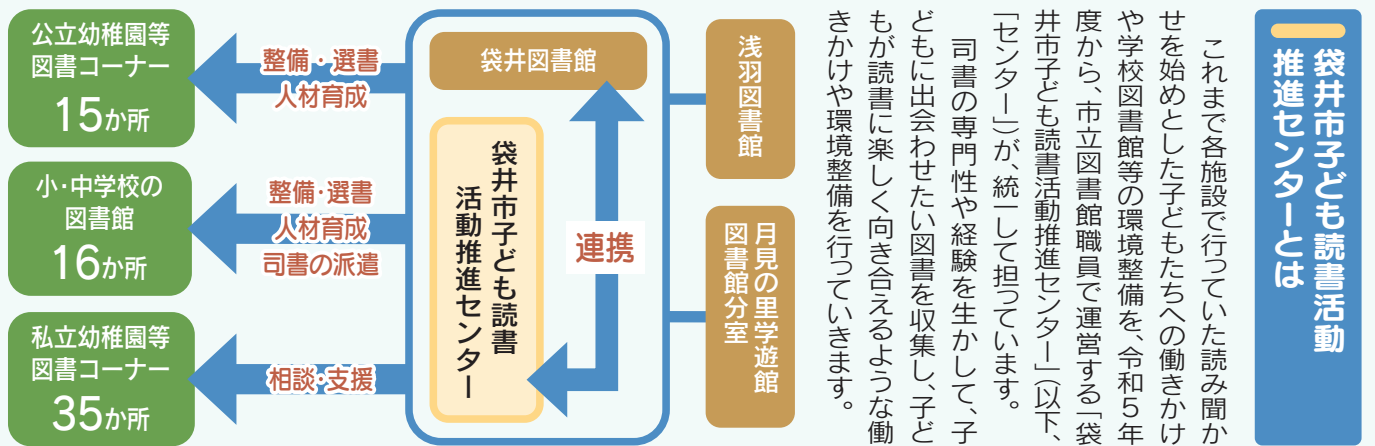 袋井市子ども読書活動
推進センターとは
これまで各施設で行っていた読み聞か
せを始めとした子どもたちへの働きかけ
や学校図書館等の環境整備を、令和５年
度から、市立図書館職員で運営する「袋
井市子ども読書活動推進センター」（以下、
「センター」）が、統一して担っています。
司書の専門性や経験を生かして、子
どもに出会わせたい図書を収集し、子ど
もが読書に楽しく向き合えるような働
きかけや環境整備を行っていきます。
浅羽図書館
月見の里学遊館
図書館分室
袋井図書館
連携
袋井市子ども読書
活動推進センター
整備・選書
人材育成
公立幼稚園等
図書コーナー
15か所
整備・選書
人材育成
司書の派遣
小・中学校の
図書館
16か所
相談・支援
私立幼稚園等
図書コーナー
35か所